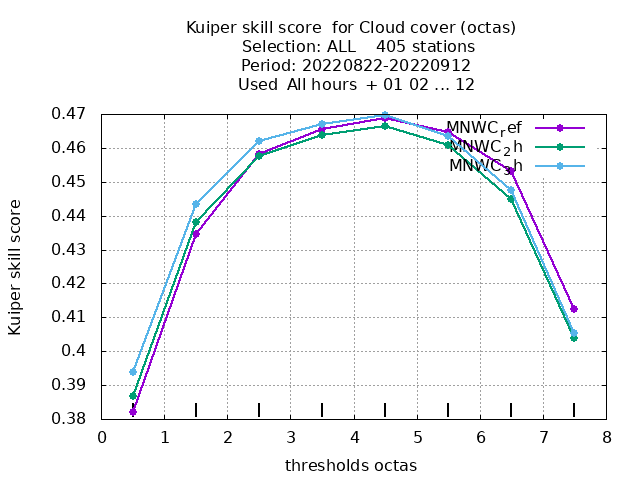 Kuiper skill score  for Cloud cover (octas)
Selection: ALL    405 stations
Period: 20220822-20220912
Used  All hours  + 01 02 ... 12
Kuiper skill score
0.47
0.46
0.45
0.44
0.43
0.42
0.41
0.4
0.39
0.38
MNWC_ref
MNWC_2h
MNWC_3h
0 1 2 3 4 5 6 7 8
thresholds octas